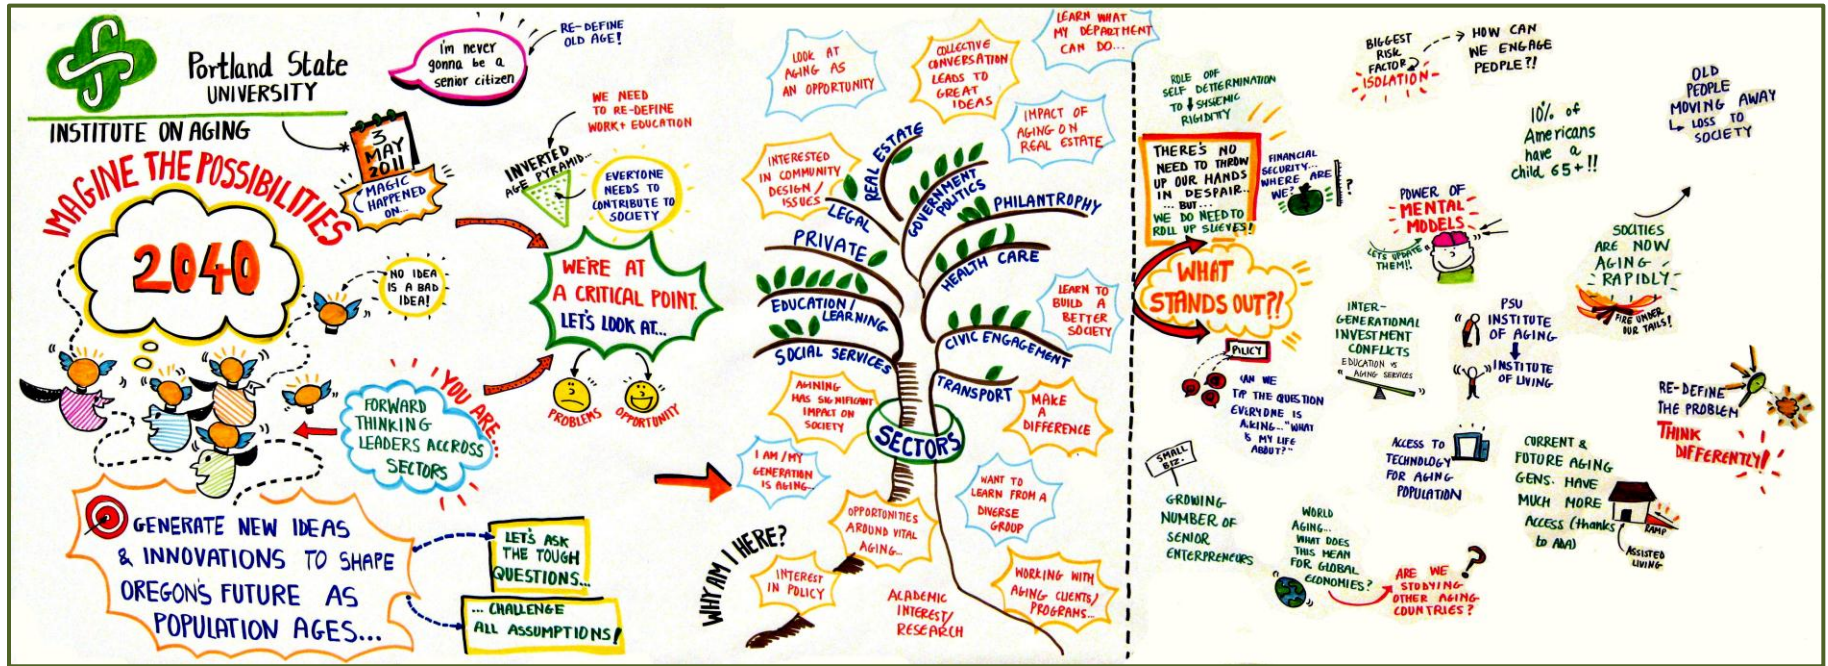 Portland State
UNIVERSITY
INSTITUTE ON AGING
i'm never
gonna be a
senior citizen
RE-DEFINE
OLD AGE!
3
MAY
2011
MAGIC
HAPPENED
ON...
IMAGINE THE POSSIBILITIES
2040
NO IDEA
IS A BAD
IDEA!
YOU ARE...
FORWARD
THINKING
LEADERS ACCROSS
SECTORS
GENERATE NEW IDEAS
& INNOVATIONS TO SHAPE
OREGON'S FUTURE AS
POPULATION AGES...
LET'S ASK
THE TOUGH
QUESTIONS...
... CHALLENGE
ALL ASSUMPTIONS!
WE NEED
TO RE-DEFINE
WORK + EDUCATION
INVERTED
AGE PYRAMID...
EVERYONE
NEEDS TO
CONTRIBUTE TO
SOCIETY
WE'RE AT
A CRITICAL POINT.
LET'S LOOK AT...
PROBLEMS
OPPORTUNITY
LOOK AT
AGING AS
AN OPPORTUNITY
COLLECTIVE
CONVERSATION
LEADS TO
GREAT
IDEAS
LEARN WHAT
MY DEPARTMENT
CAN DO...
INTERESTED
IN COMMUNITY
DESIGN/
ISSUES
IMPACT OF
AGING ON
REAL ESTATE
REAL ESTATE
LEGAL
GOVERNMENT
POLITICS
PHILANTROPHY
PRIVATE
HEALTH CARE
EDUCATION/
LEARNING
SOCIAL SERVICES
CIVIC ENGAGEMENT
TRANSPORT
SECTORS
LEARN TO
BUILD A
BETTER
SOCIETY
AGINING
HAS SIGNIFICANT
IMPACT ON
SOCIETY
MAKE
A
DIFFERENCE
I AM/MY
GENERATION
IS AGING...
WANT TO
LEARN FROM A
DIVERSE
GROUP
WHY AM I HERE?
OPPORTUNITIES
AROUND VITAL
AGING...
INTEREST
IN POLICY
ACADEMIC
INTEREST/
RESEARCH
WORKING WITH
AGING CLIENTS/
PROGRAMS...
ROLE OF
SELF DETERMINATION
TO SYSTEMIC
RIGIDITY
BIGGEST
RISK
FACTOR
ISOLATION
HOW CAN
WE ENGAGE
PEOPLE?!
THERE'S NO
NEED TO THROW
UP OUR HANDS
IN DESPAIR...
... BUT...
WE DO NEED TO
ROLL UP SLEEVES!
FINANCIAL
SECURITY...
WHERE ARE
WE?
?
10% of
Americans
have a
child 65+!!
OLD
PEOPLE
MOVING AWAY
LOSS TO
SOCIETY
POWER OF
MENTAL
MODELS
LET'S UPDATE
THEM!!
SOCITIES
ARE NOW
AGING
RAPIDLY
FIRE UNDER
OUR TAILS!
WHAT
STANDS OUT?!
INTER-
GENERATIONAL
INVESTMENT
CONFLICTS
EDUCATION VS
AGING SERVICES
PSU
INSTITUTE
OF AGING
INSTITUTE
OF LIVING
POLICY
CAN WE
TAP THE QUESTION
EVERYONE IS
ASKING..."WHAT
IS MY LIFE
ABOUT?"
RE-DEFINE
THE PROBLEM
THINK
DIFFERENTLY!
SMALL
BIZ.
GROWING
NUMBER OF
SENIOR
ENTERPRENEURS
ACCESS TO
TECHNOLOGY
FOR AGING
POPULATION
CURRENT &
FUTURE AGING
GENS. HAVE
MUCH MORE
ACCESS (thanks
to ADA)
RAMP
ASSISTED
LIVING
WORLD
AGING...
WHAT DOES
THIS MEAN
FOR GLOBAL
ECONOMIES?
ARE WE
STUDYING
OTHER AGING
COUNTRIES?
?